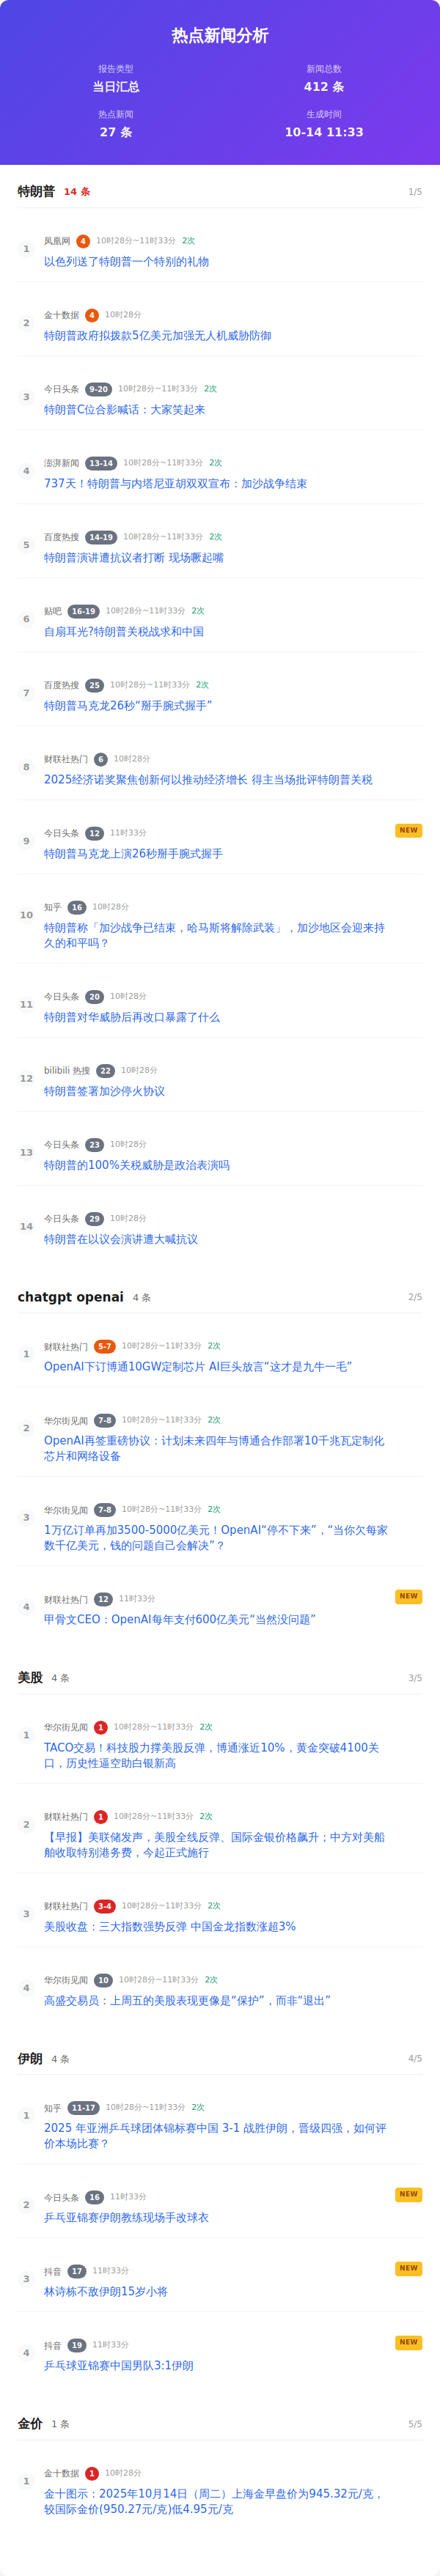 热点新闻分析
报告类型
新闻总数
当日汇总
412 条
热点新闻
生成时间
27 条
10-14 11:33
特朗普 14 条 1/5
1 凤凰网 4 10时28分~11时33分 2次
以色列送了特朗普一个特别的礼物
2 金十数据 4 10时28分
特朗普政府拟拨款5亿美元加强无人机威胁防御
3 今日头条 9-20 10时28分~11时33分 2次
特朗普C位合影喊话：大家笑起来
4 澎湃新闻 13-14 10时28分~11时33分 2次
737天！特朗普与内塔尼亚胡双双宣布：加沙战争结束
5 百度热搜 14-19 10时28分~11时33分 2次
特朗普演讲遭抗议者打断 现场噘起嘴
6 贴吧 16-19 10时28分~11时33分 2次
自扇耳光?特朗普关税战求和中国
7 百度热搜 25 10时28分~11时33分 2次
特朗普马克龙26秒“掰手腕式握手”
8 财联社热门 6 10时28分
2025经济诺奖聚焦创新何以推动经济增长 得主当场批评特朗普关税
9 今日头条 12 11时33分 NEW
特朗普马克龙上演26秒掰手腕式握手
10 知乎 16 10时28分
特朗普称「加沙战争已结束，哈马斯将解除武装」，加沙地区会迎来持
久的和平吗？
11 今日头条 20 10时28分
特朗普对华威胁后再改口暴露了什么
12 bilibili 热搜 22 10时28分
特朗普签署加沙停火协议
13 今日头条 23 10时28分
特朗普的100%关税威胁是政治表演吗
14 今日头条 29 10时28分
特朗普在以议会演讲遭大喊抗议
chatgpt openai 4 条 2/5
1 财联社热门 5-7 10时28分~11时33分 2次
OpenAI下订博通10GW定制芯片 AI巨头放言“这才是九牛一毛”
2 华尔街见闻 7-8 10时28分~11时33分 2次
OpenAI再签重磅协议：计划未来四年与博通合作部署10千兆瓦定制化
芯片和网络设备
3 华尔街见闻 7-8 10时28分~11时33分 2次
1万亿订单再加3500-5000亿美元！OpenAI“停不下来”，“当你欠每家
数千亿美元，钱的问题自己会解决”？
4 财联社热门 12 11时33分 NEW
甲骨文CEO：OpenAI每年支付600亿美元“当然没问题”
美股 4 条 3/5
1 华尔街见闻 1 10时28分~11时33分 2次
TACO交易！科技股力撑美股反弹，博通涨近10%，黄金突破4100关
口，历史性逼空助白银新高
2 财联社热门 1 10时28分~11时33分 2次
【早报】美联储发声，美股全线反弹、国际金银价格飙升；中方对美船
舶收取特别港务费，今起正式施行
3 财联社热门 3-4 10时28分~11时33分 2次
美股收盘：三大指数强势反弹 中国金龙指数涨超3%
4 华尔街见闻 10 10时28分~11时33分 2次
高盛交易员：上周五的美股表现更像是“保护”，而非“退出”
伊朗 4 条 4/5
1 知乎 11-17 10时28分~11时33分 2次
2025 年亚洲乒乓球团体锦标赛中国 3-1 战胜伊朗，晋级四强，如何评
价本场比赛？
2 今日头条 16 11时33分 NEW
乒乓亚锦赛伊朗教练现场手改球衣
3 抖音 17 11时33分 NEW
林诗栋不敌伊朗15岁小将
4 抖音 19 11时33分 NEW
乒乓球亚锦赛中国男队3:1伊朗
金价 1 条 5/5
1 金十数据 1 10时28分
金十图示：2025年10月14日（周二）上海金早盘价为945.32元/克，
较国际金价(950.27元/克)低4.95元/克